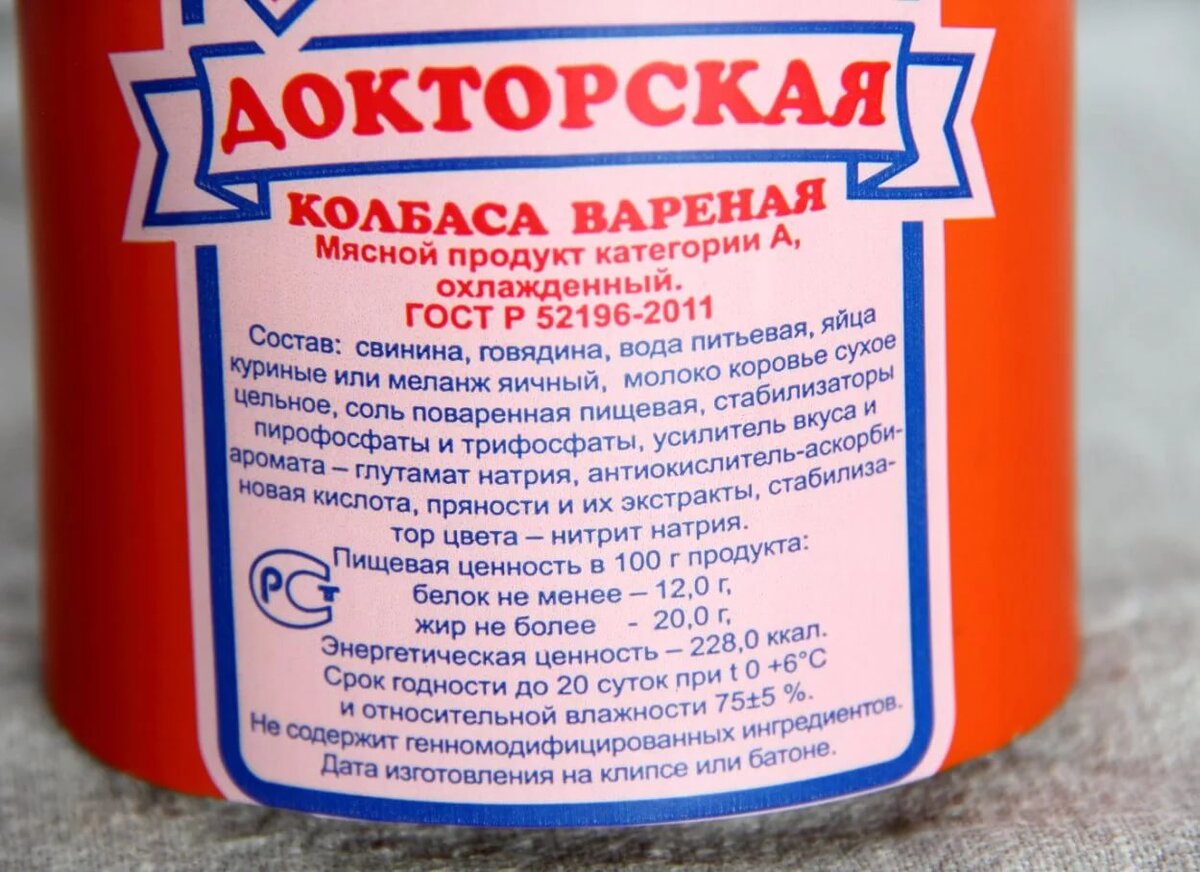 ДОКТОРСКАЯ
КОЛБАСА ВАРЕНАЯ
Мясной продукт категории А,
охлажденный.
ГОСТ Р 52196-2011
Состав: свинина, говядина, вода питьевая, яйца
куриные или меланж яичный, молоко коровье сухое
цельное, соль поваренная пищевая, стабилизаторы
пирофосфаты и трифосфаты, усилитель вкуса и
аромата – глутамат натрия, антиокислитель-аскорби-
новая кислота, пряности и их экстракты, стабилиза-
тор цвета – нитрит натрия.
Пищевая ценность в 100 г продукта:
белок не менее – 12,0 г,
жир не более - 20,0 г,
Энергетическая ценность – 228,0 ккал.
Срок годности до 20 суток при t 0 +6°С
и относительной влажности 75±5 %.
Не содержит генномодифицированных ингредиентов.
Дата изготовления на клипсе или батоне.
РСТ